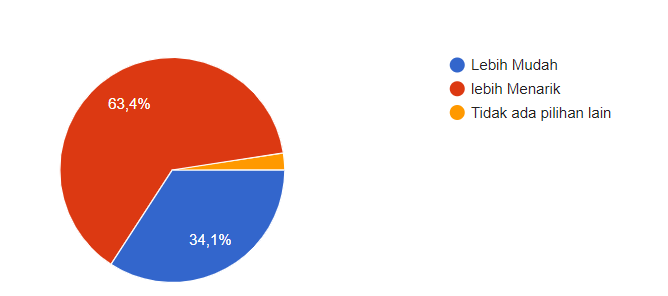 63,4%
34,1%
Lebih Mudah
lebih Menarik
Tidak ada pilihan lain